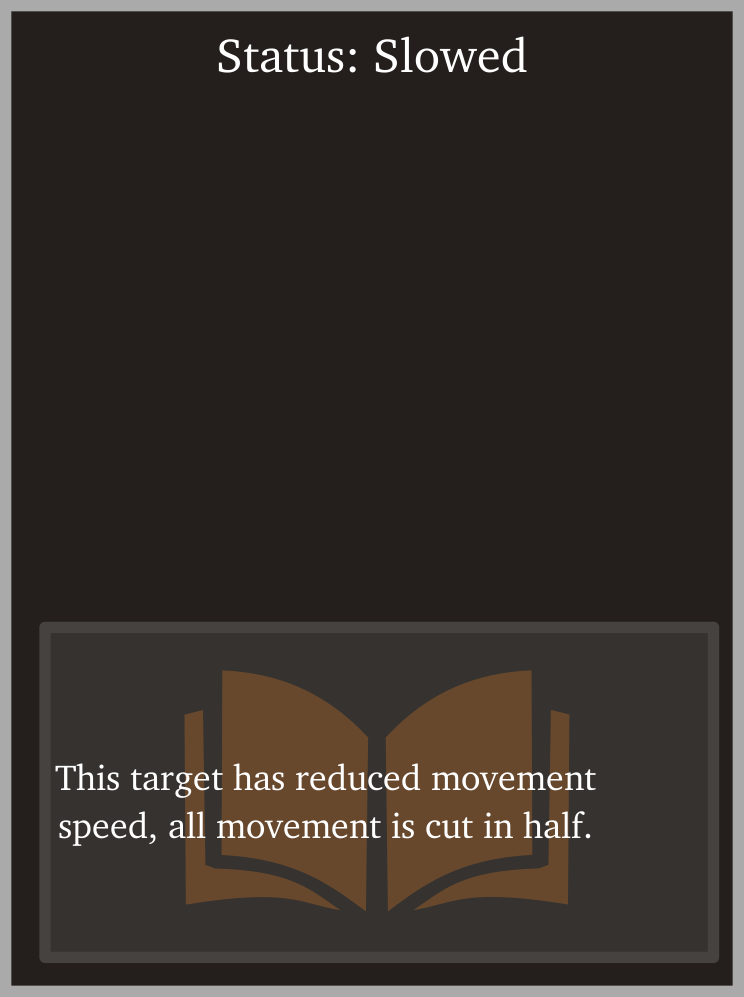 Status: Slowed
This target has reduced movement
speed, all movement is cut in half.